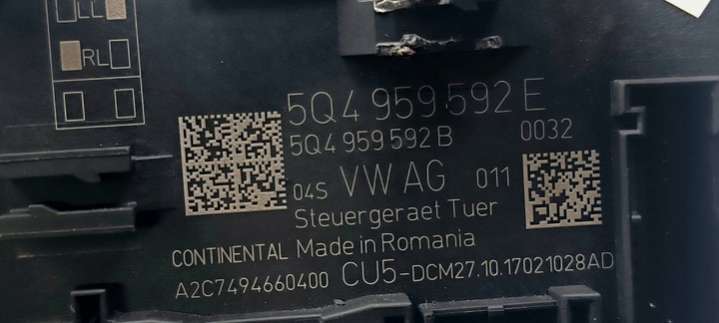 LL
RL
5Q4 959 592 E
5Q4 959 592 B 0032
04S VW AG 011
Steuergeraet Tuer
CONTINENTAL Made in Romania
A2C7494660400 CU5-DCM27.10.17021028AD